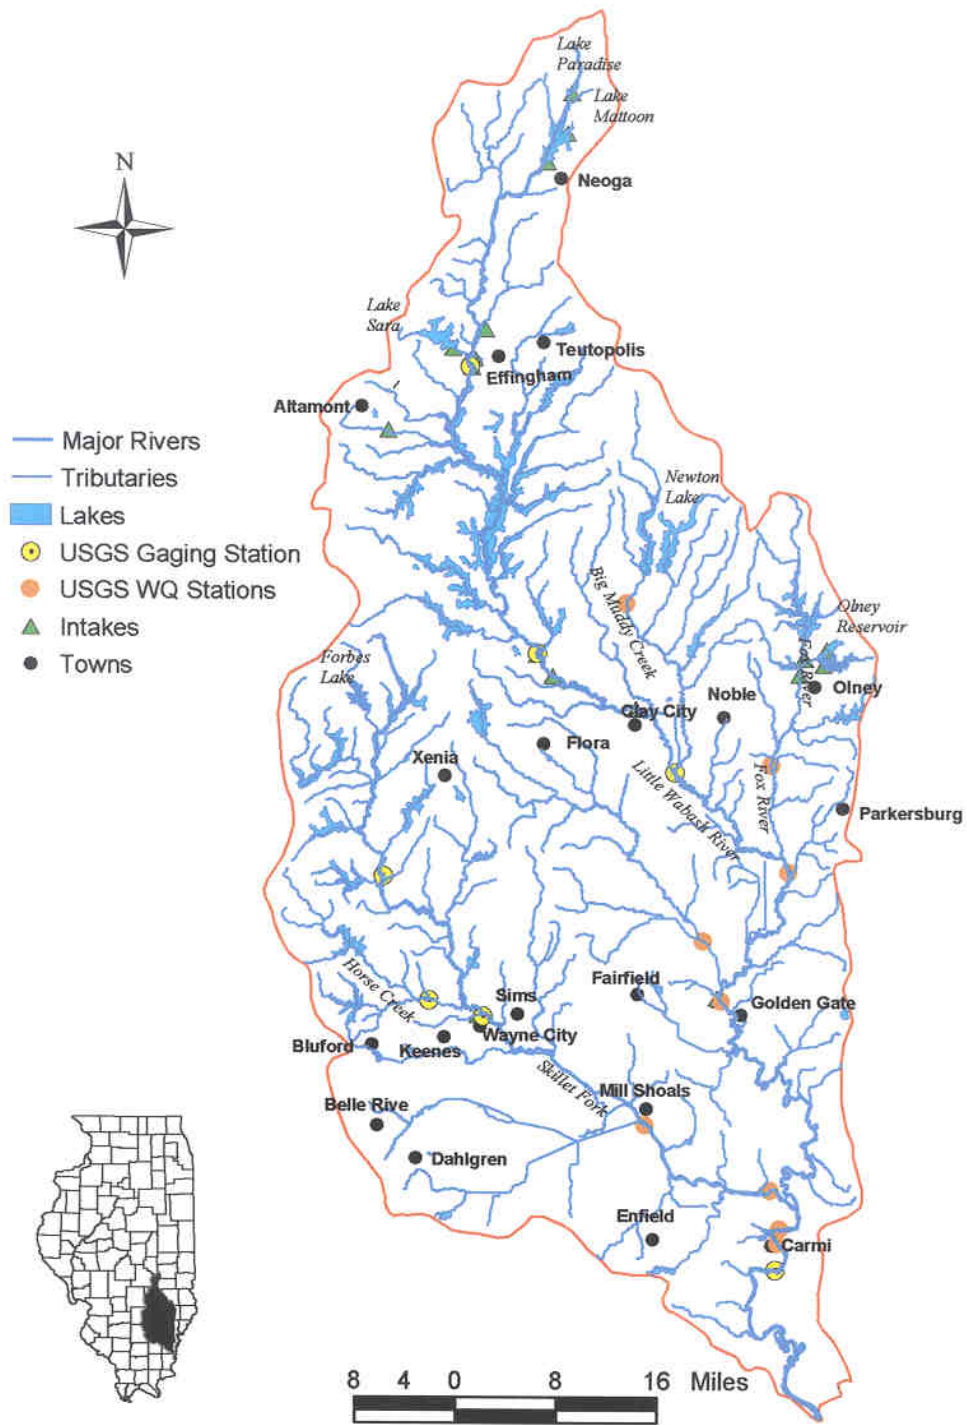 Lake
Paradise
Lake
Mattoon
N
Neoga
Lake
Sara
Teutopolis
Effingham
Altamont
Major Rivers
Tributaries
Lakes
USGS Gaging Station
USGS WQ Stations
Intakes
Towns
Newton
Lake
Big Muddy Creek
Olney
Reservoir
Forbes
Lake
Fox River
Olney
Noble
Clay City
Flora
Xenia
Little Wabash River
Fox River
Parkersburg
Horse Creek
Sims
Fairfield
Golden Gate
Wayne City
Bluford
Keenes
Skillet Fork
Mill Shoals
Belle Rive
Dahlgren
Enfield
Carmi
8 4 0 8 16 Miles